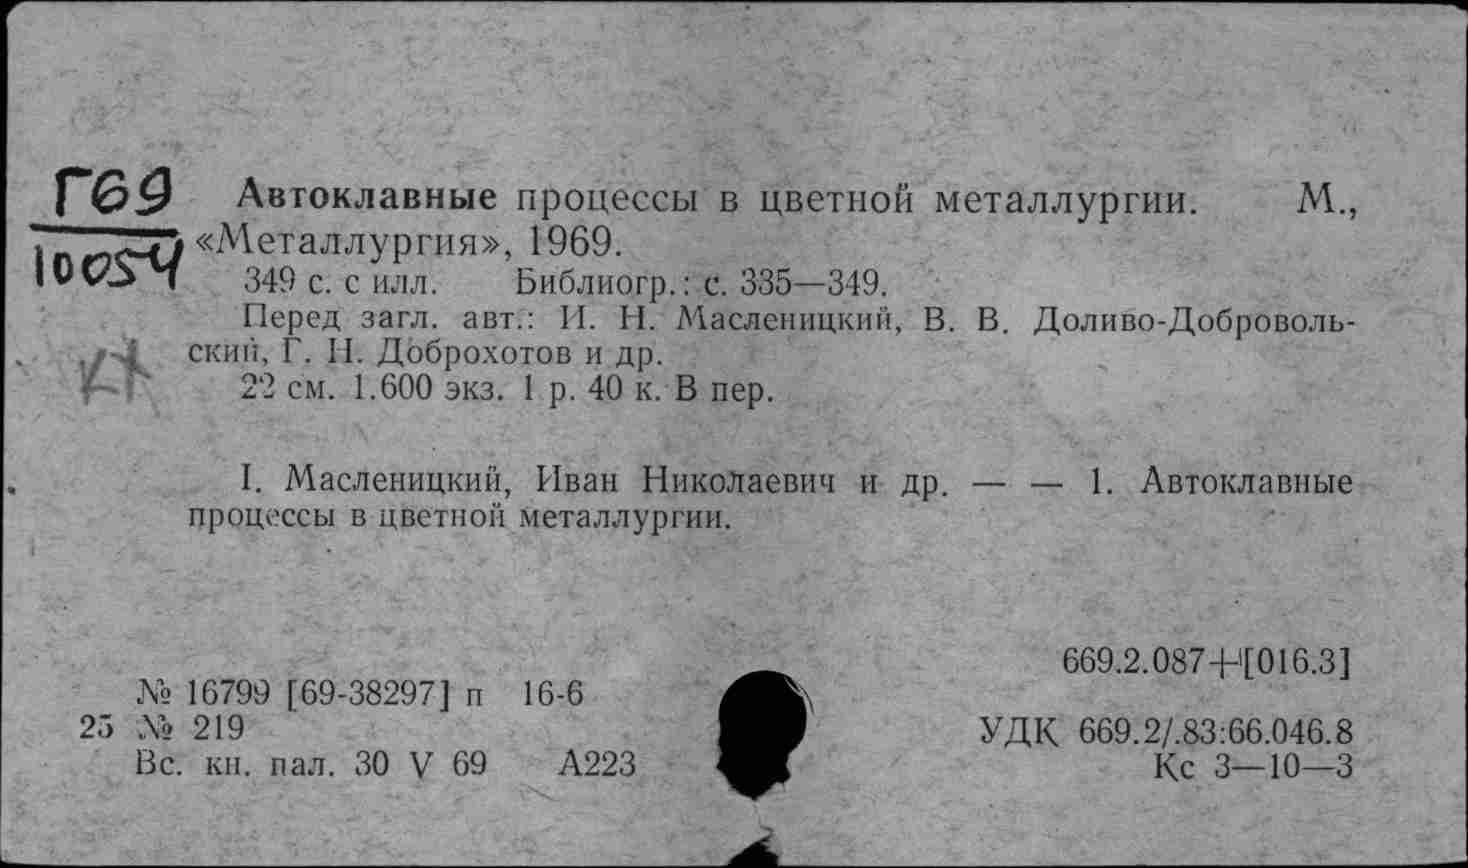 Г69
10054
Автоклавные процессы в цветной металлургии. М.,
«Металлургия», 1969.
349 с. с илл. Библиогр.: с. 335—349.
Перед загл. авт.: И. Н. Масленицкий, В. В. Доливо-Доброволь-
ский, Г. Н. Доброхотов и др.
22 см. 1.600 экз. 1 р. 40 к. В пер.
I. Масленицкий, Иван Николаевич и др. — — 1. Автоклавные
процессы в цветной металлургии.
669.2.087+[016.3]
№ 16799 [69-38297] п 16-6
25 № 219 УДК 669.2/.83:66.046.8
Вс. кн. пал. 30 V 69 А223 Кс 3—10—3